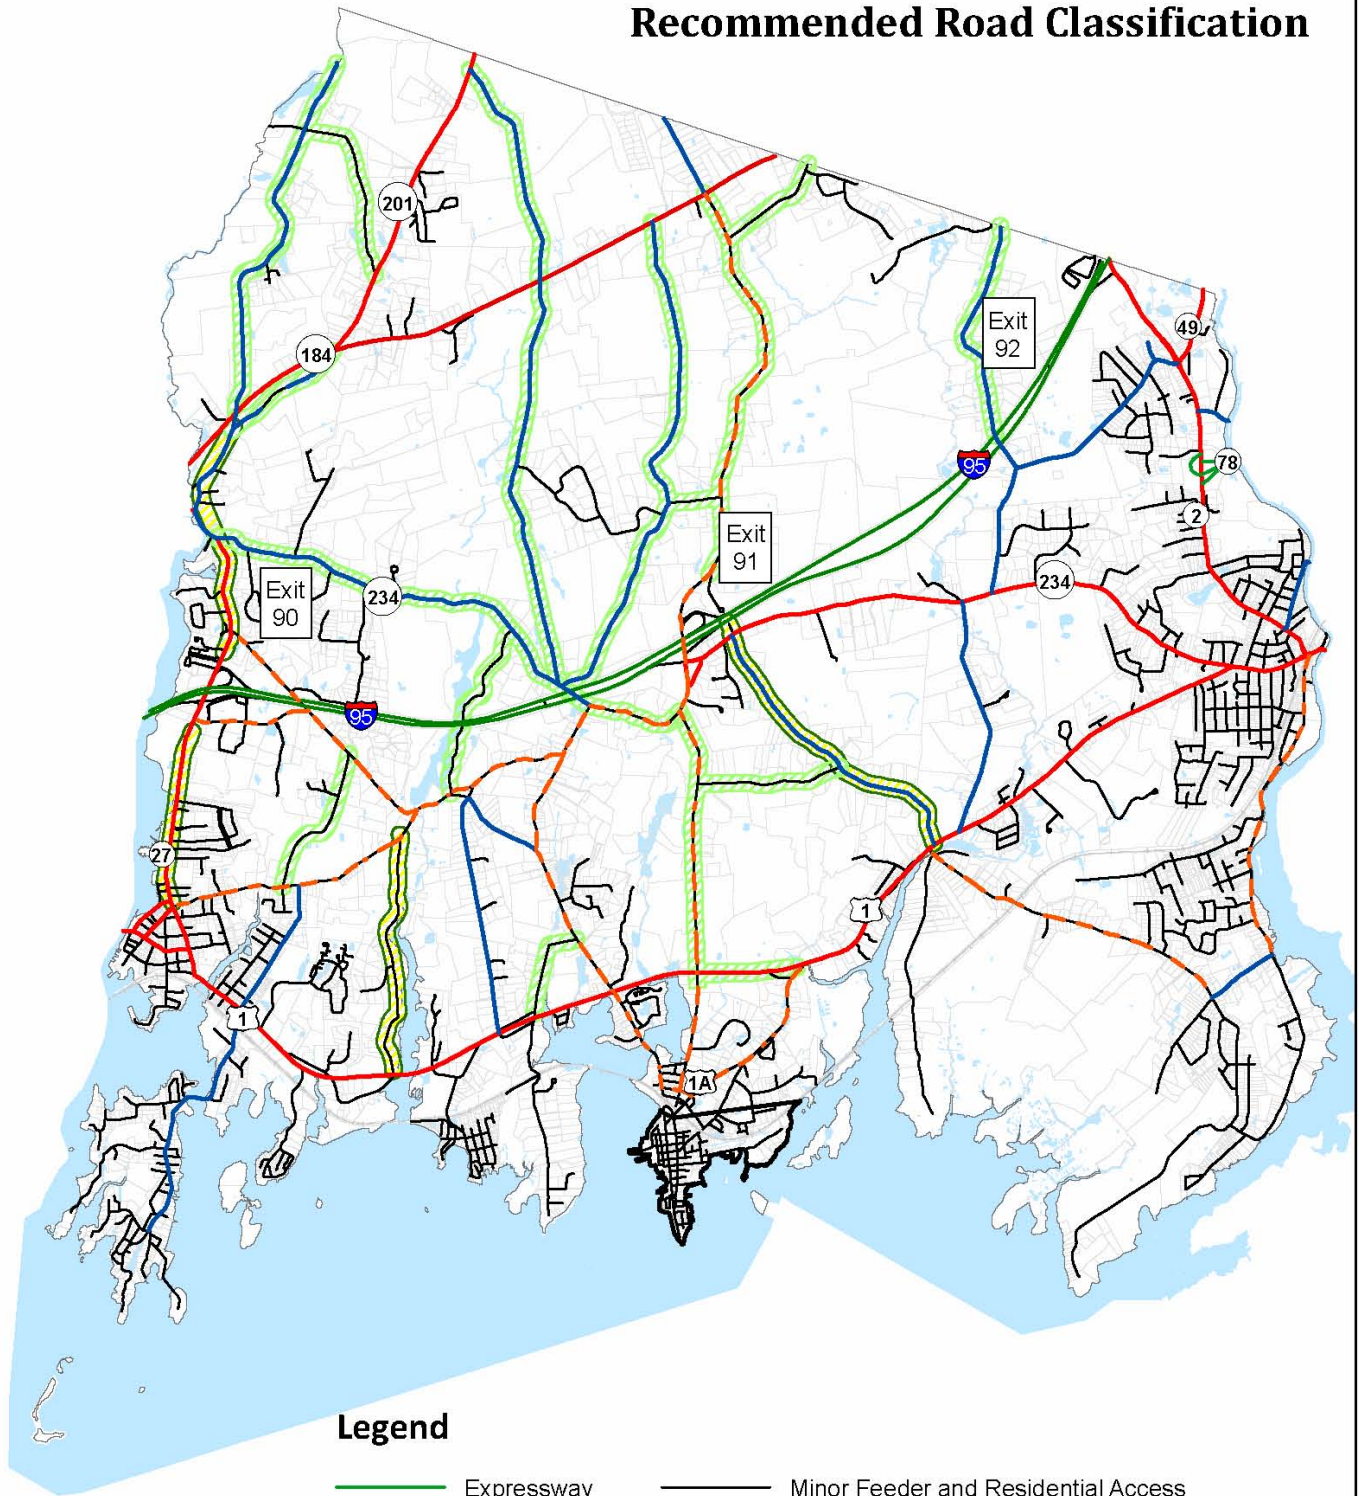 Recommended Road Classification
201
184
49
Exit
92
95
78
2
Exit
91
234
Exit
90
234
95
27
1
1
1A
Legend
Expressway
Minor Feeder and Residential Access